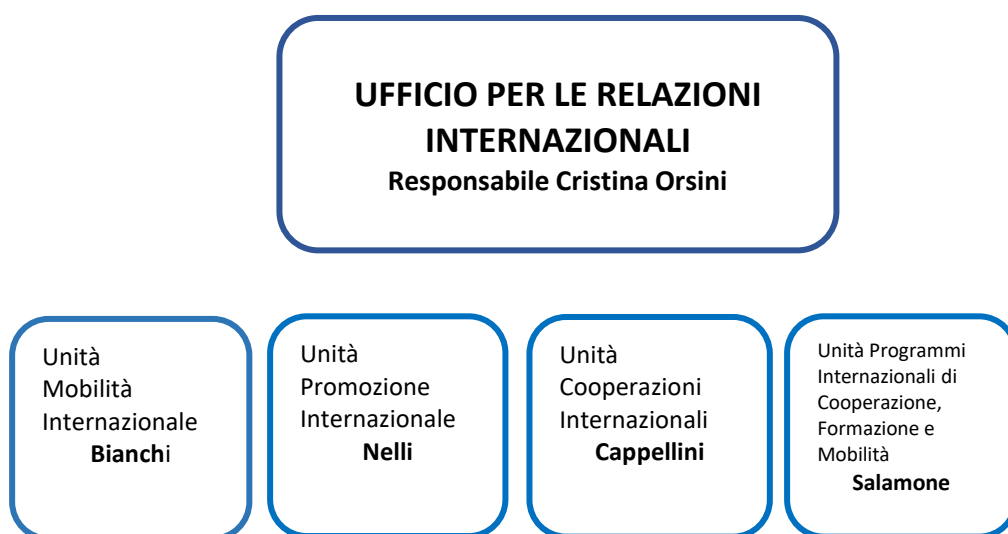 UFFICIO PER LE RELAZIONI
INTERNAZIONALI
Responsabile Cristina Orsini
Unità
Mobilità
Internazionale
Bianchi
Unità
Promozione
Internazionale
Nelli
Unità
Cooperazioni
Internazionali
Cappellini
Unità Programmi
Internazionali di
Cooperazione,
Formazione e
Mobilità
Salamone